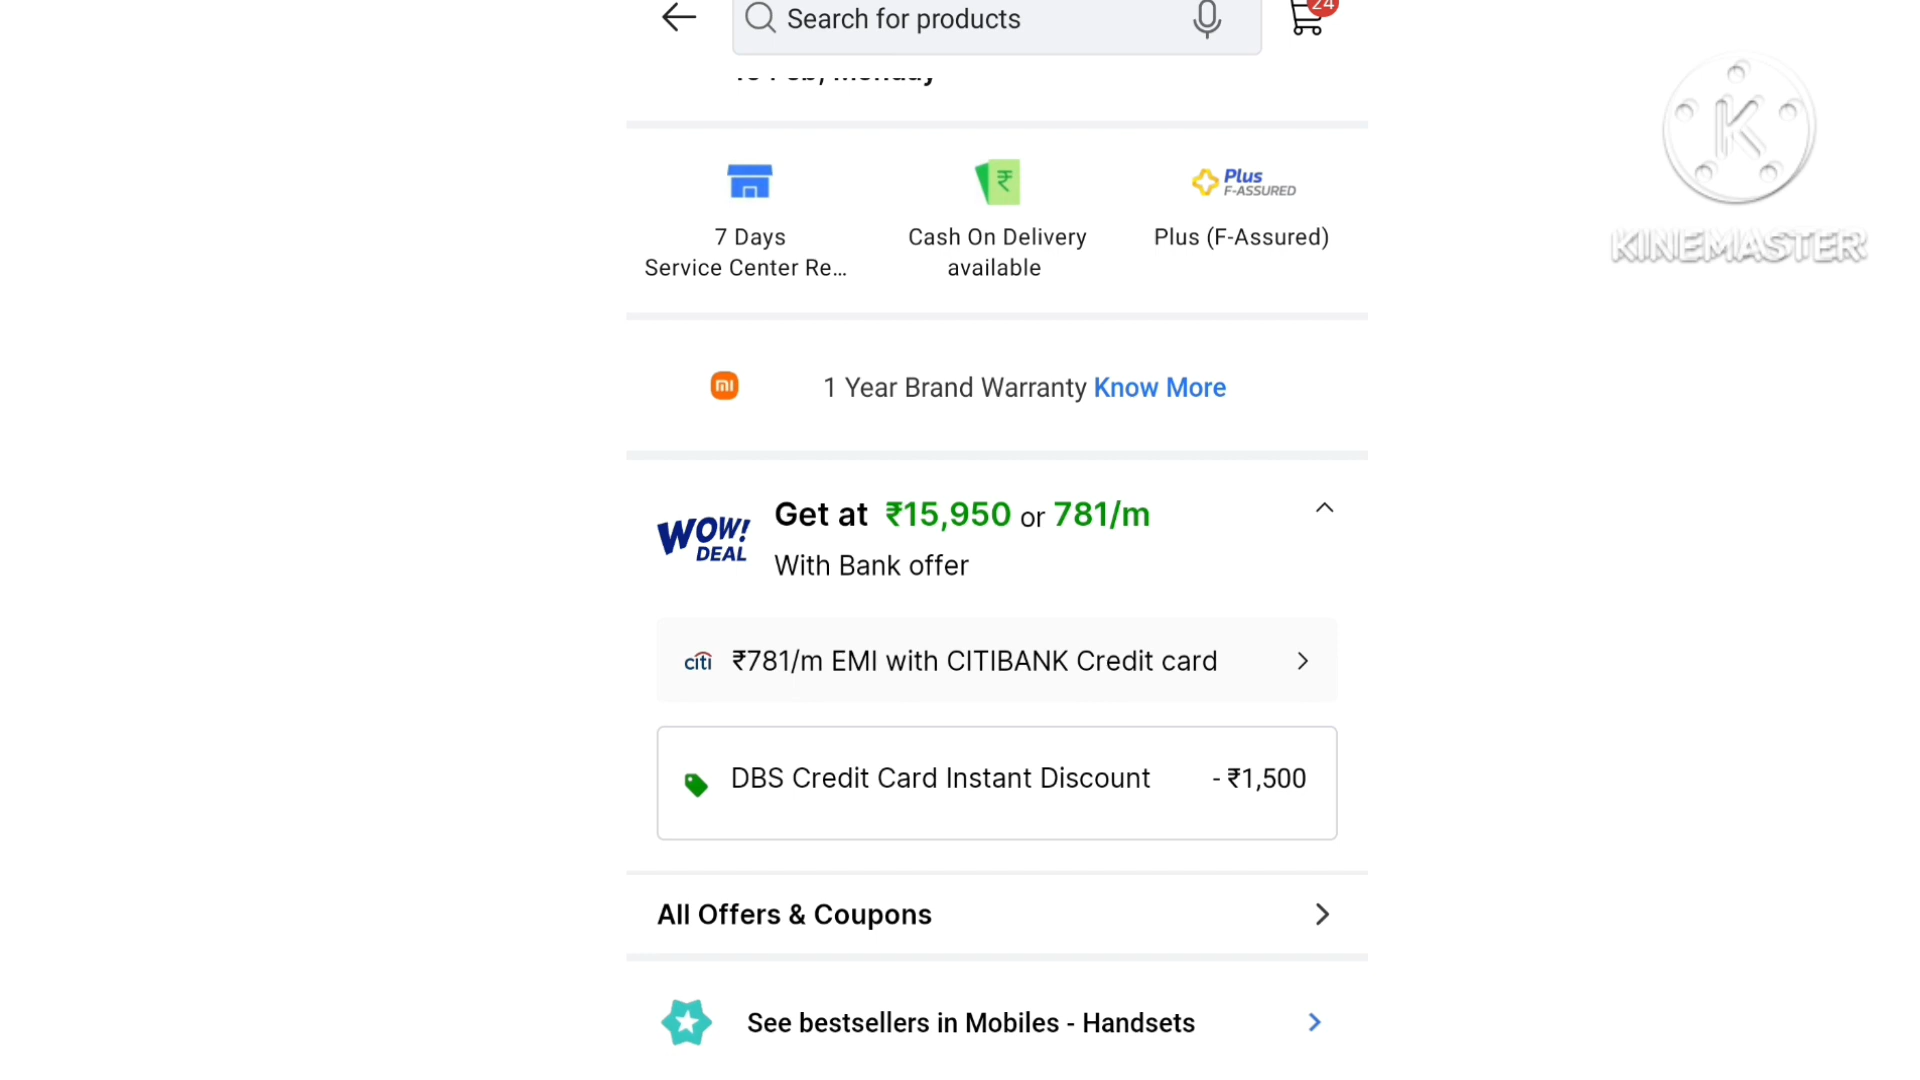 Search for products
24
Monday
Plus
F-ASSURED
7 Days
Service Center Re...
Cash On Delivery
available
Plus (F-Assured)
mi
1 Year Brand Warranty Know More
WOW!
DEAL
Get at ₹15,950 or 781/m
With Bank offer
citi
₹781/m EMI with CITIBANK Credit card
DBS Credit Card Instant Discount - ₹1,500
All Offers & Coupons
See bestsellers in Mobiles - Handsets
K
KINEMASTER